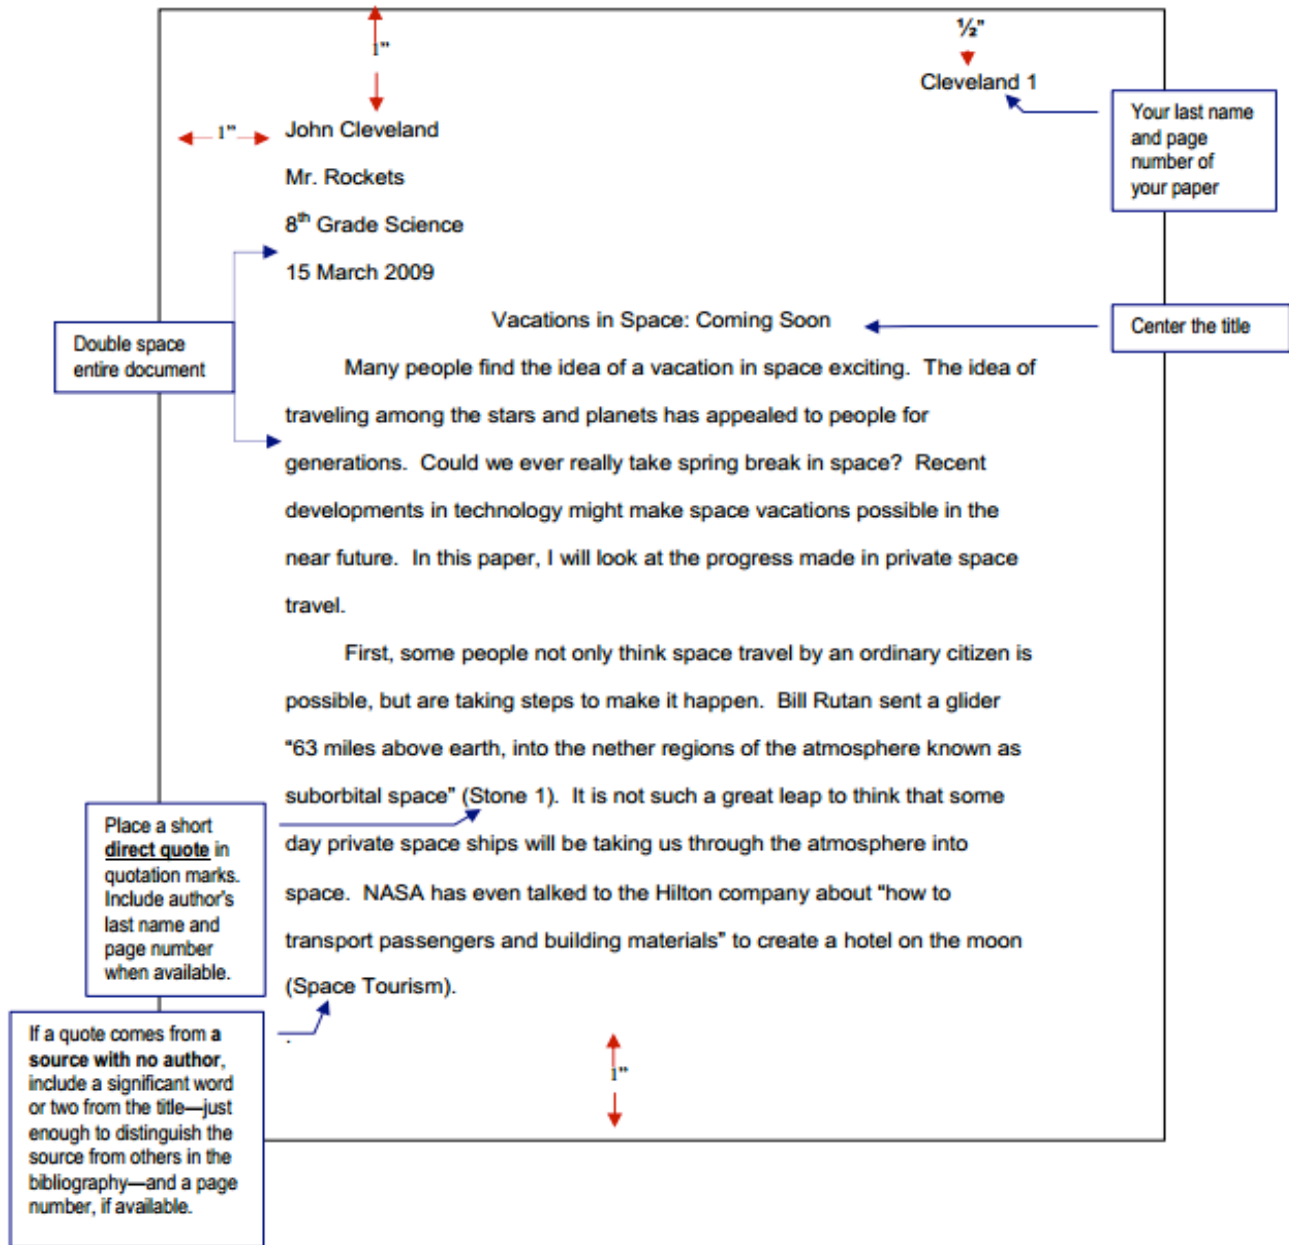 1”
½”
Cleveland 1
Your last name
and page
number of
your paper
1”
John Cleveland
Mr. Rockets
8th Grade Science
15 March 2009
Double space
entire document
Vacations in Space: Coming Soon
Center the title
Many people find the idea of a vacation in space exciting.  The idea of
traveling among the stars and planets has appealed to people for
generations.  Could we ever really take spring break in space?  Recent
developments in technology might make space vacations possible in the
near future.  In this paper, I will look at the progress made in private space
travel.
First, some people not only think space travel by an ordinary citizen is
possible, but are taking steps to make it happen.  Bill Rutan sent a glider
“63 miles above earth, into the nether regions of the atmosphere known as
suborbital space” (Stone 1).  It is not such a great leap to think that some
day private space ships will be taking us through the atmosphere into
space.  NASA has even talked to the Hilton company about “how to
transport passengers and building materials” to create a hotel on the moon
(Space Tourism).
.
Place a short
direct quote in
quotation marks.
Include author’s
last name and
page number
when available.
If a quote comes from a
source with no author,
include a significant word
or two from the title—just
enough to distinguish the
source from others in the
bibliography—and a page
number, if available.
1”